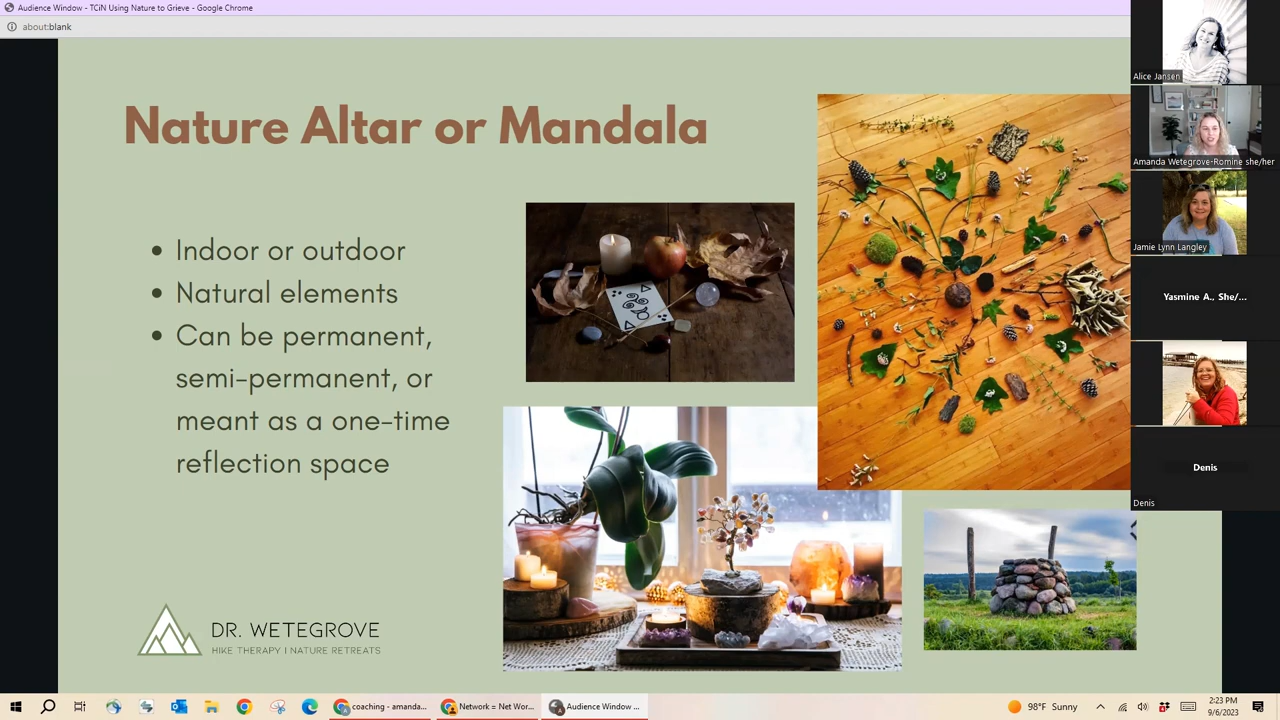 Audience Window - TCiN Using Nature to Grieve - Google Chrome
about:blank
Nature Altar or Mandala
Indoor or outdoor
Natural elements
Can be permanent,
semi-permanent, or
meant as a one-time
reflection space
DR. WETEGROVE
HIKE THERAPY | NATURE RETREATS
Alice Jansen
Amanda Wetegrove-Romine she/her
Jamie Lynn Langley
Yasmine A., She/...
Denis
Denis
coaching - amanda...
Network = Net Wor...
Audience Window ...
98°F Sunny
2:23 PM
9/6/2023